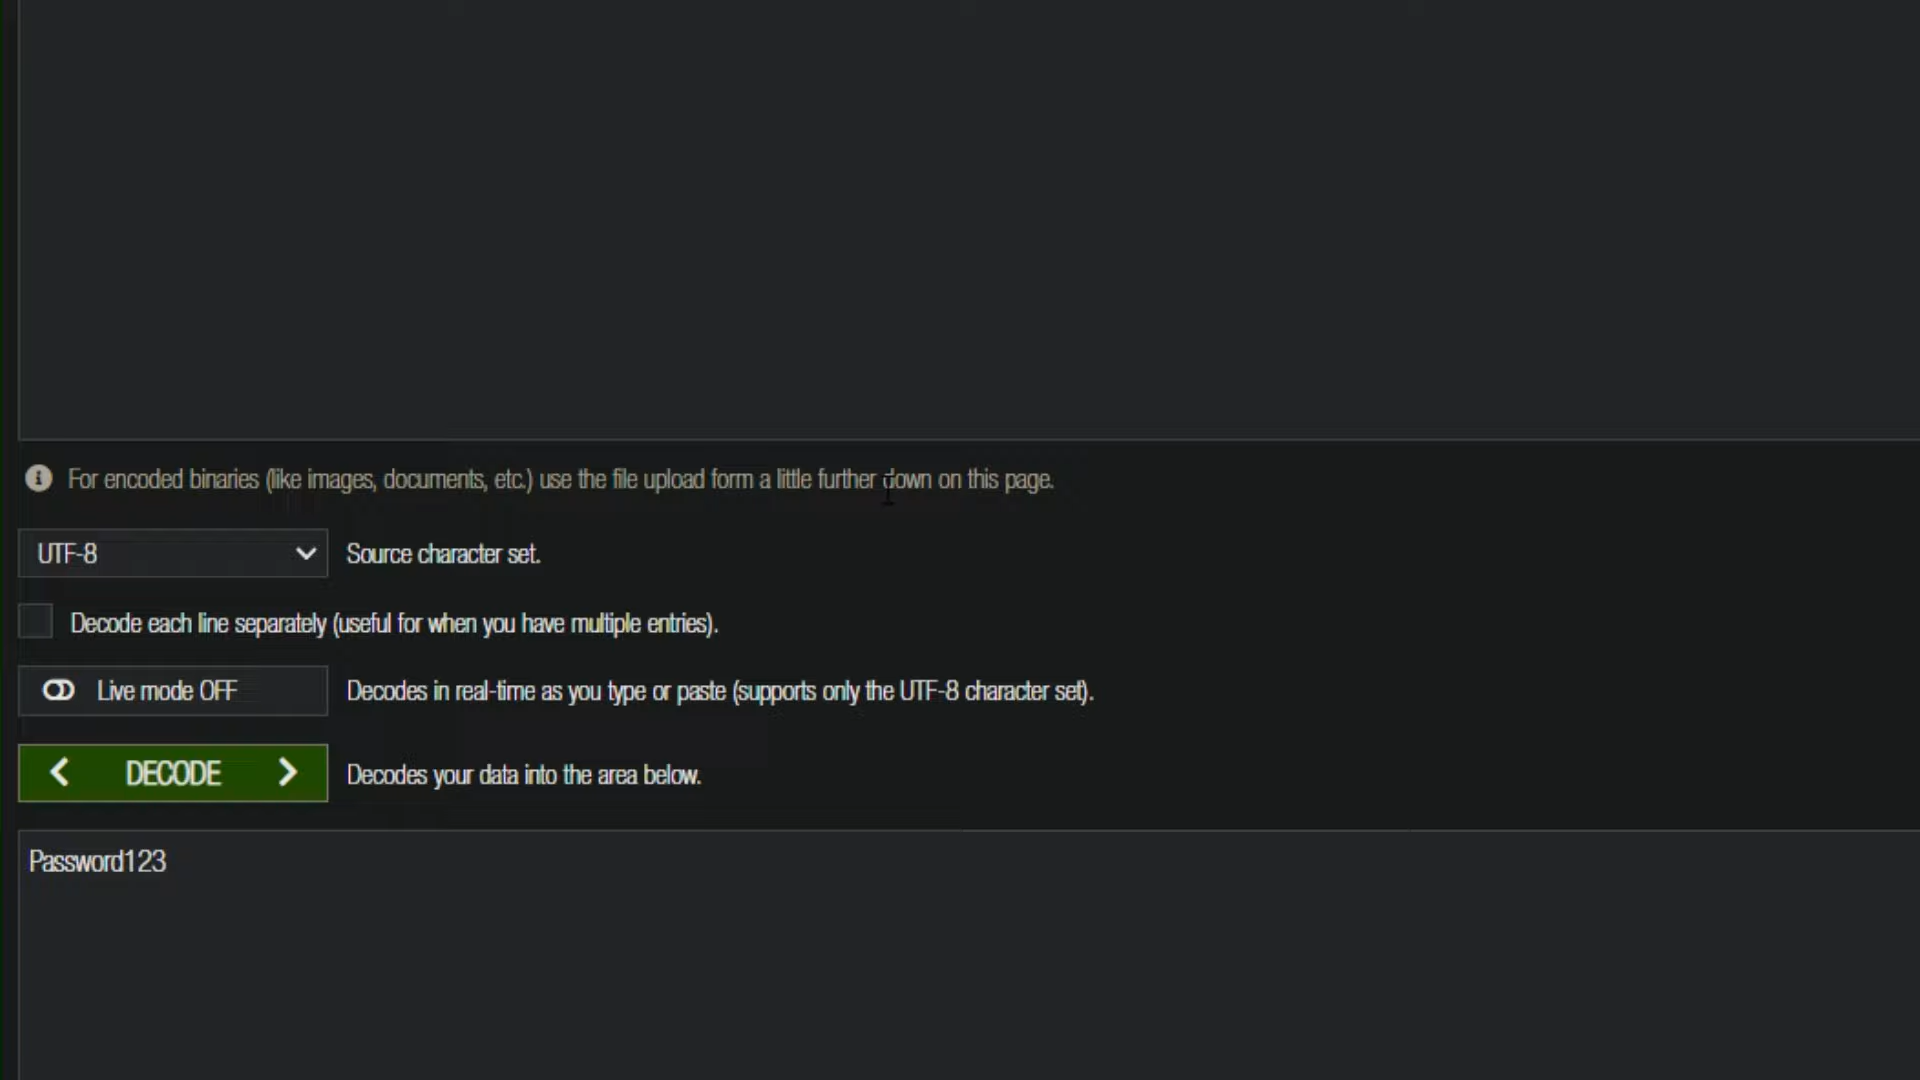 For encoded binaries (like images, documents, etc.) use the file upload form a little further down on this page.
UTF-8 Source character set.
Decode each line separately (useful for when you have multiple entries).
Live mode OFF Decodes in real-time as you type or paste (supports only the UTF-8 character set).
DECODE Decodes your data into the area below.
Password123